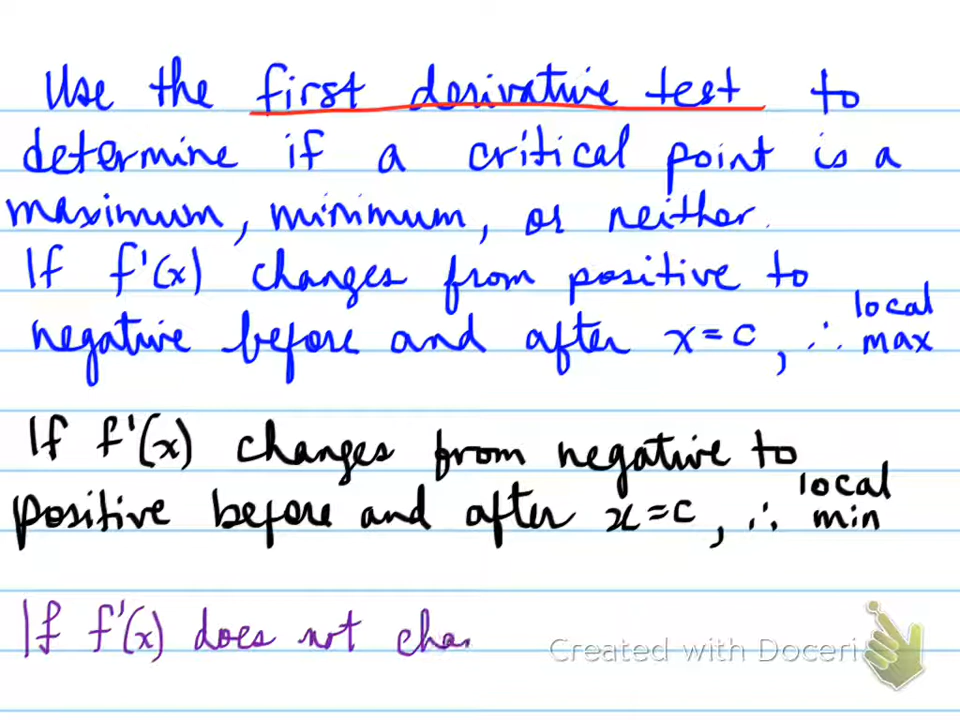 Use the first derivative test to
determine if a critical point is a
maximum, minimum, or neither.
If f'(x) changes from positive to
negative before and after x=c, ∴ local max
If f'(x) changes from negative to
positive before and after x=c, ∴ local min
If f'(x) does not cha
Created with Doceri